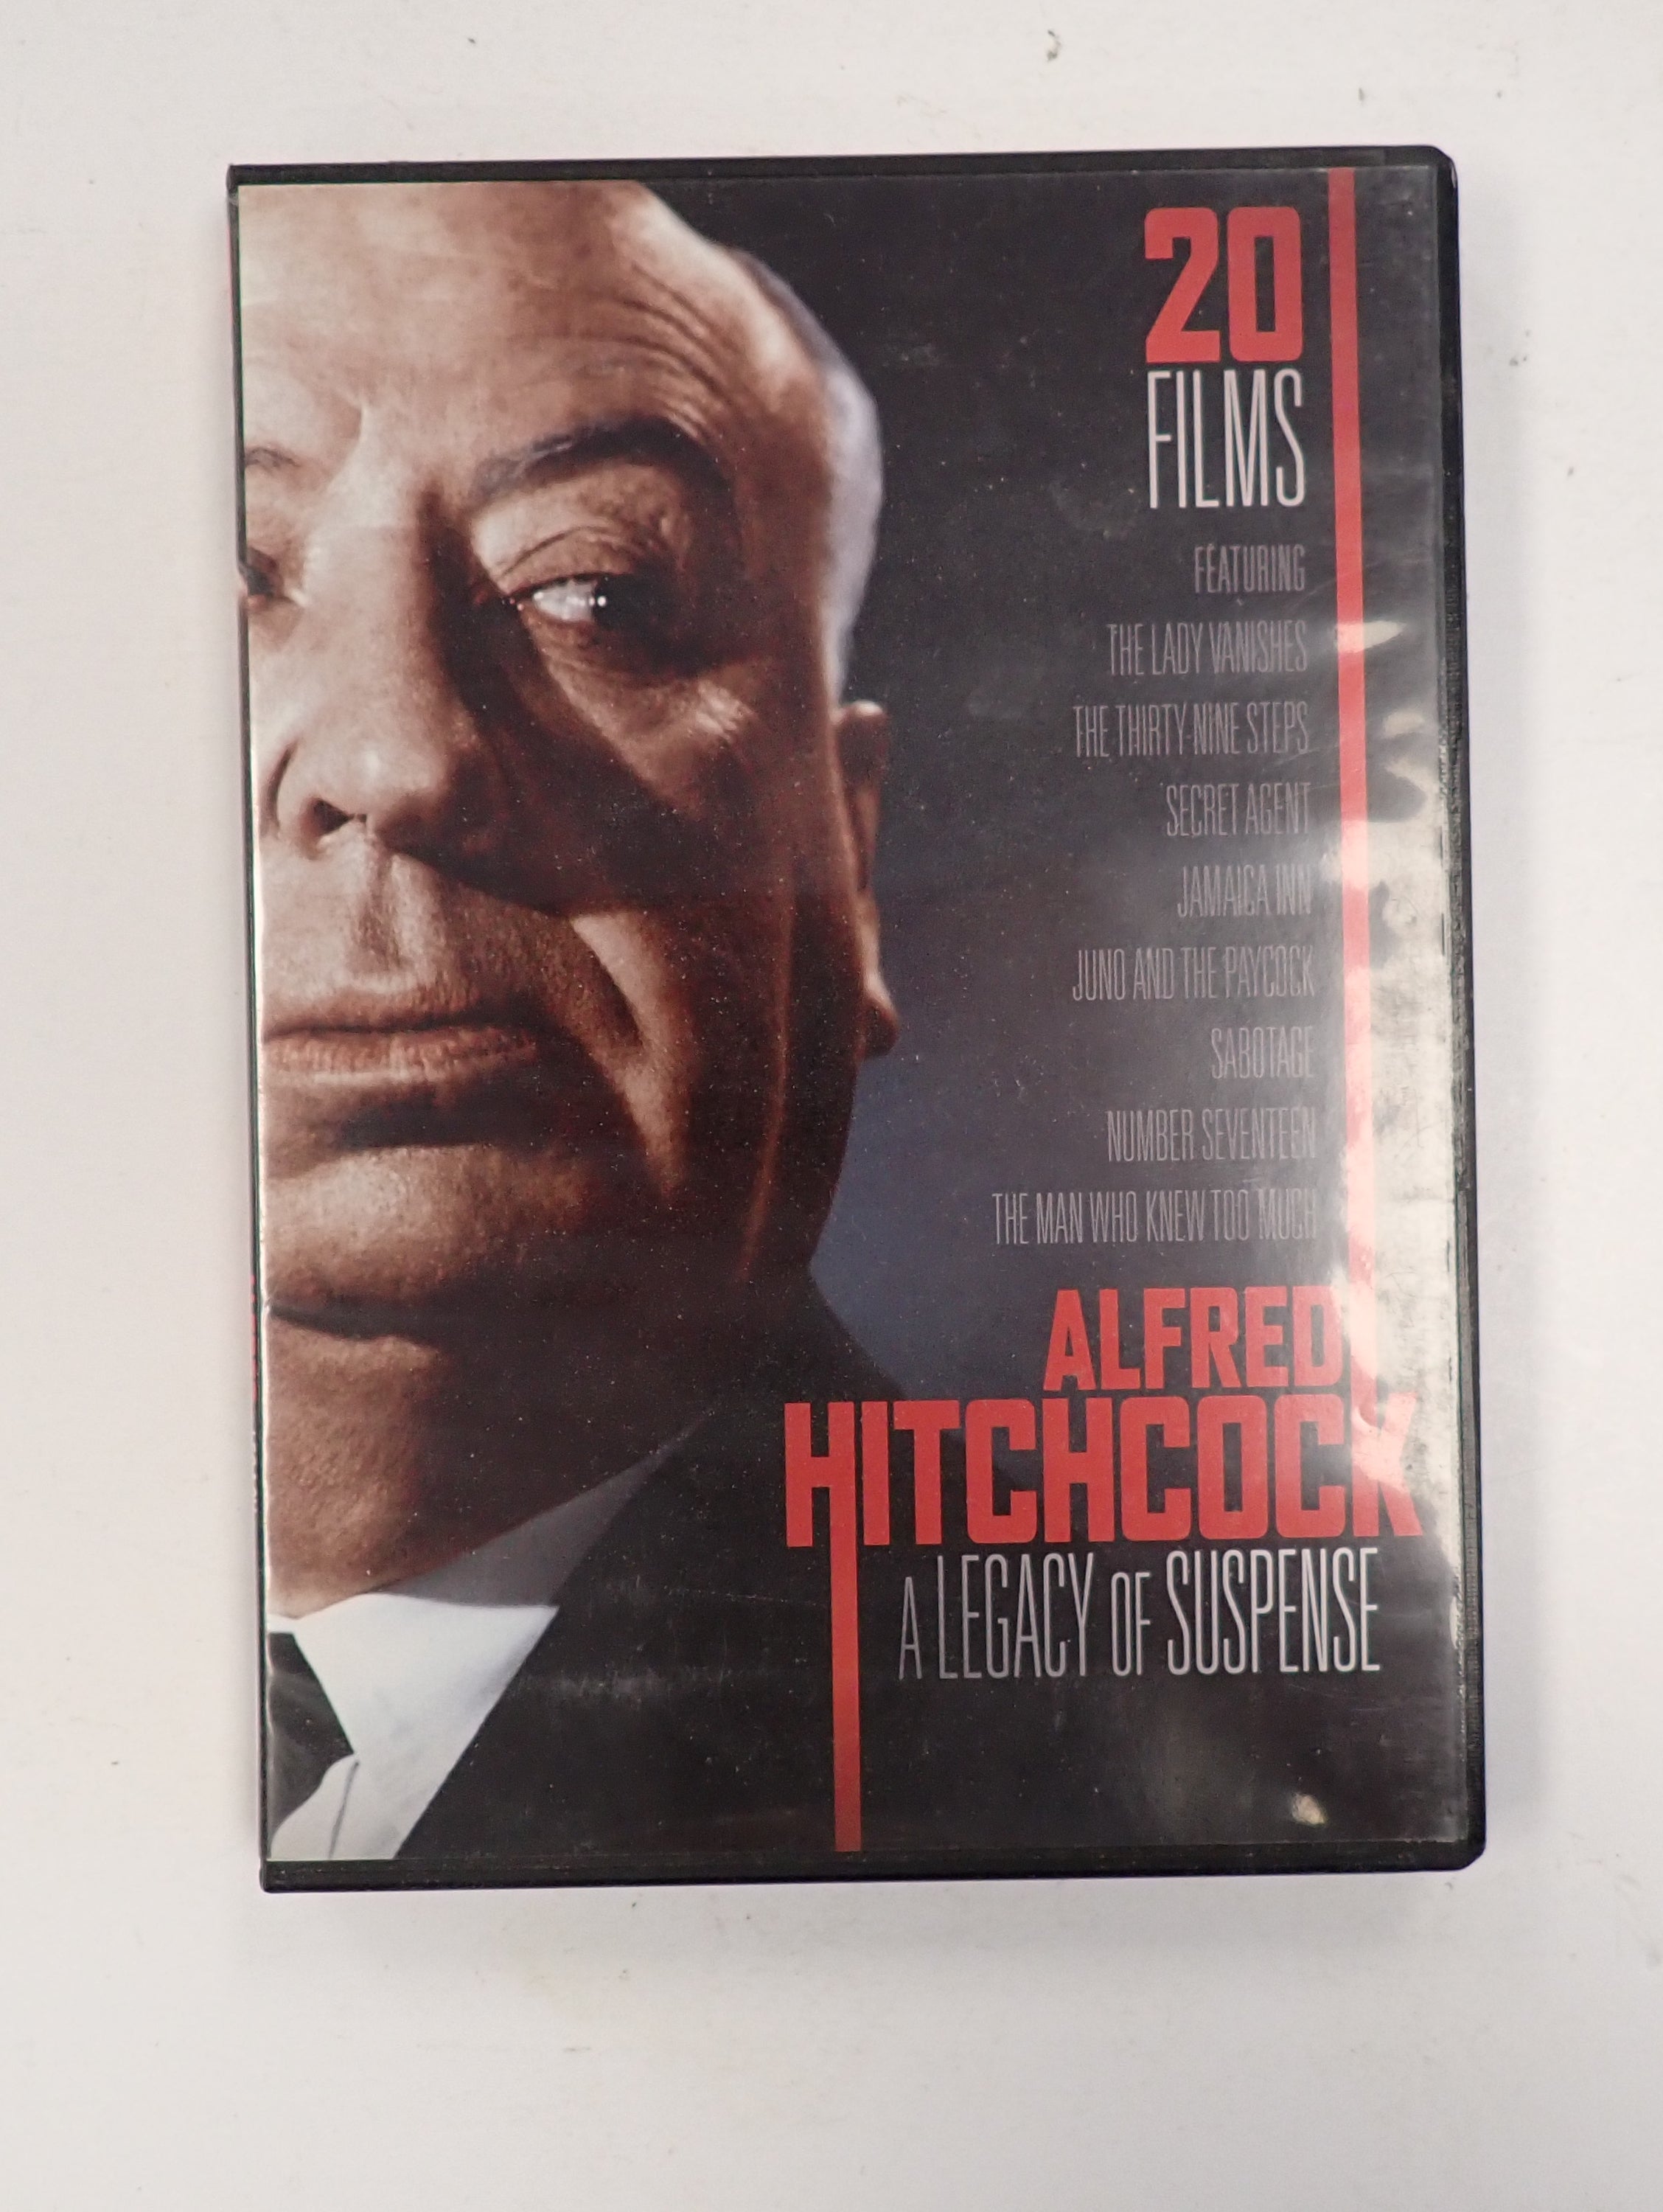 20
FILMS
FEATURING
THE LADY VANISHES
THE THIRTY-NINE STEPS
SECRET AGENT
JAMAICA INN
JUNO AND THE PAYCOCK
SABOTAGE
NUMBER SEVENTEEN
THE MAN WHO KNEW TOO MUCH
ALFRED
HITCHCOCK
A LEGACY OF SUSPENSE